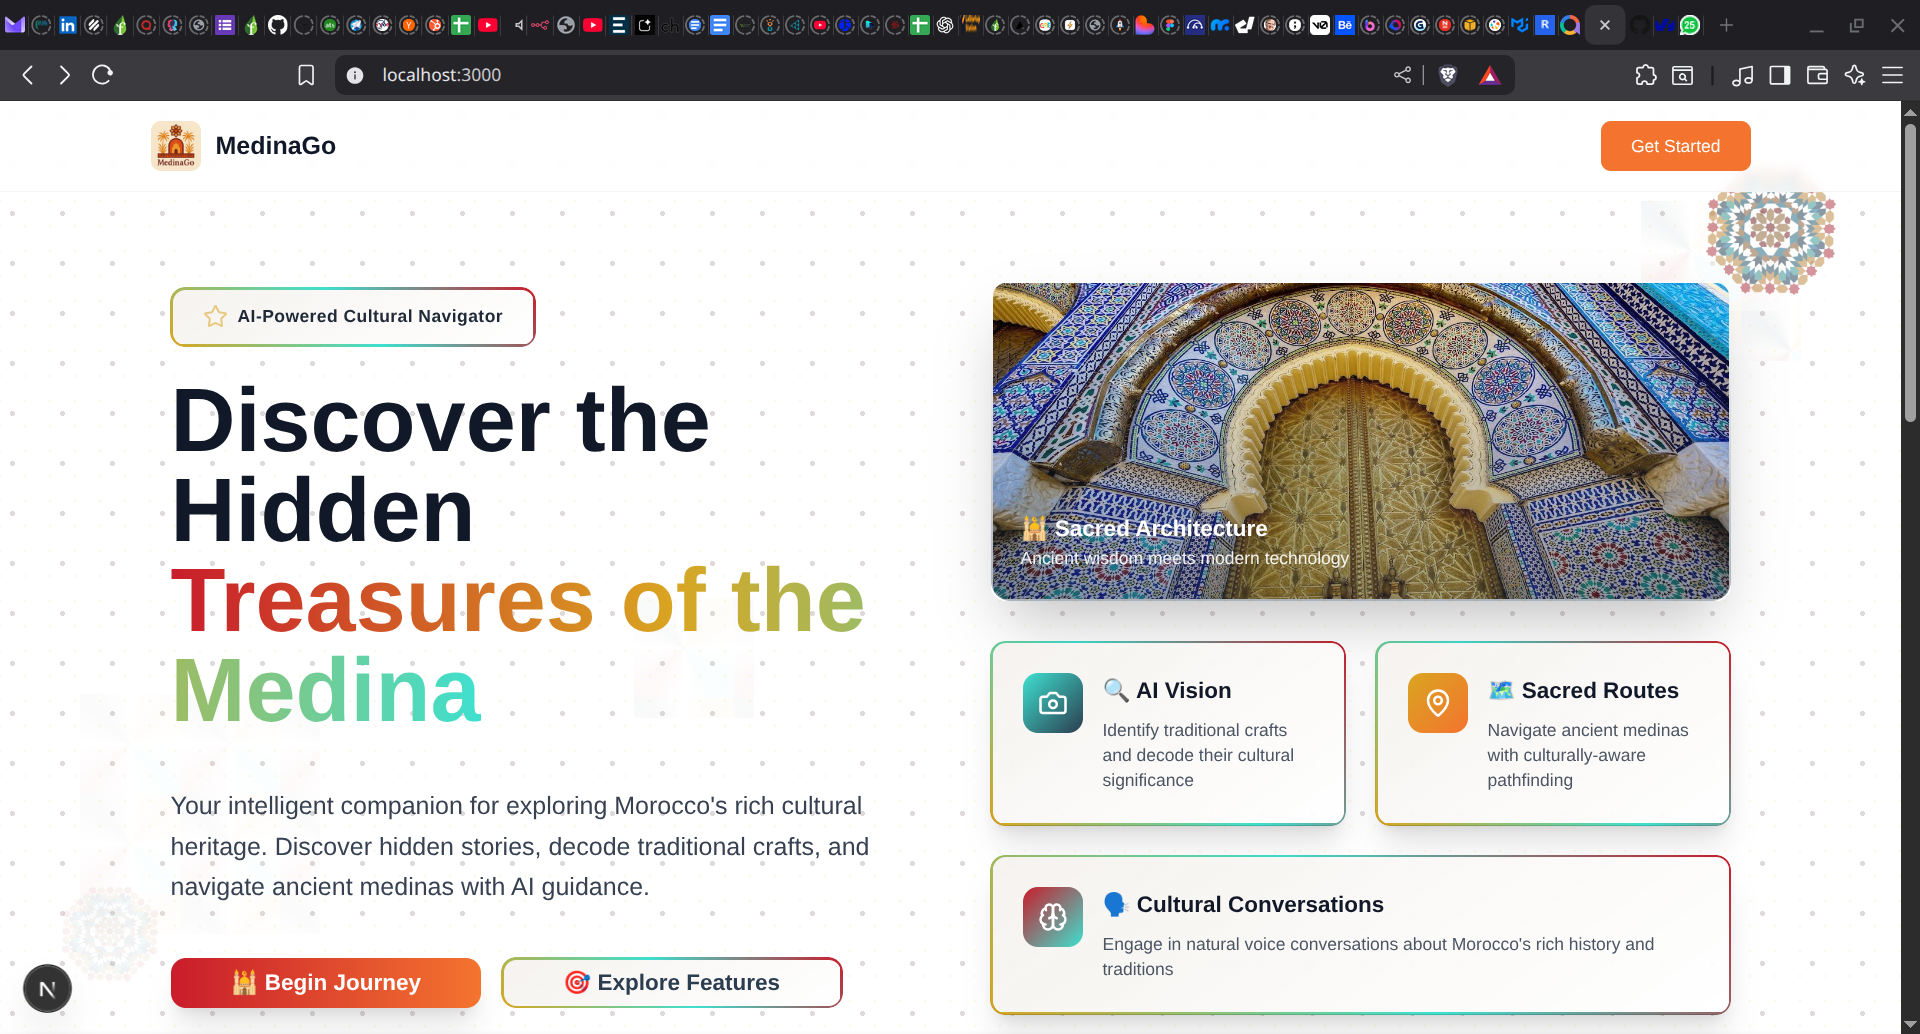 localhost:3000
MedinaGo
MedinaGo
Get Started
AI-Powered Cultural Navigator
Discover the
Hidden
Treasures of the
Medina
Your intelligent companion for exploring Morocco's rich cultural
heritage. Discover hidden stories, decode traditional crafts, and
navigate ancient medinas with AI guidance.
🕌 Begin Journey
🎯 Explore Features
🕌 Sacred Architecture
Ancient wisdom meets modern technology
🔍 AI Vision
Identify traditional crafts
and decode their cultural
significance
🗺️ Sacred Routes
Navigate ancient medinas
with culturally-aware
pathfinding
🗣️ Cultural Conversations
Engage in natural voice conversations about Morocco's rich history and
traditions
N